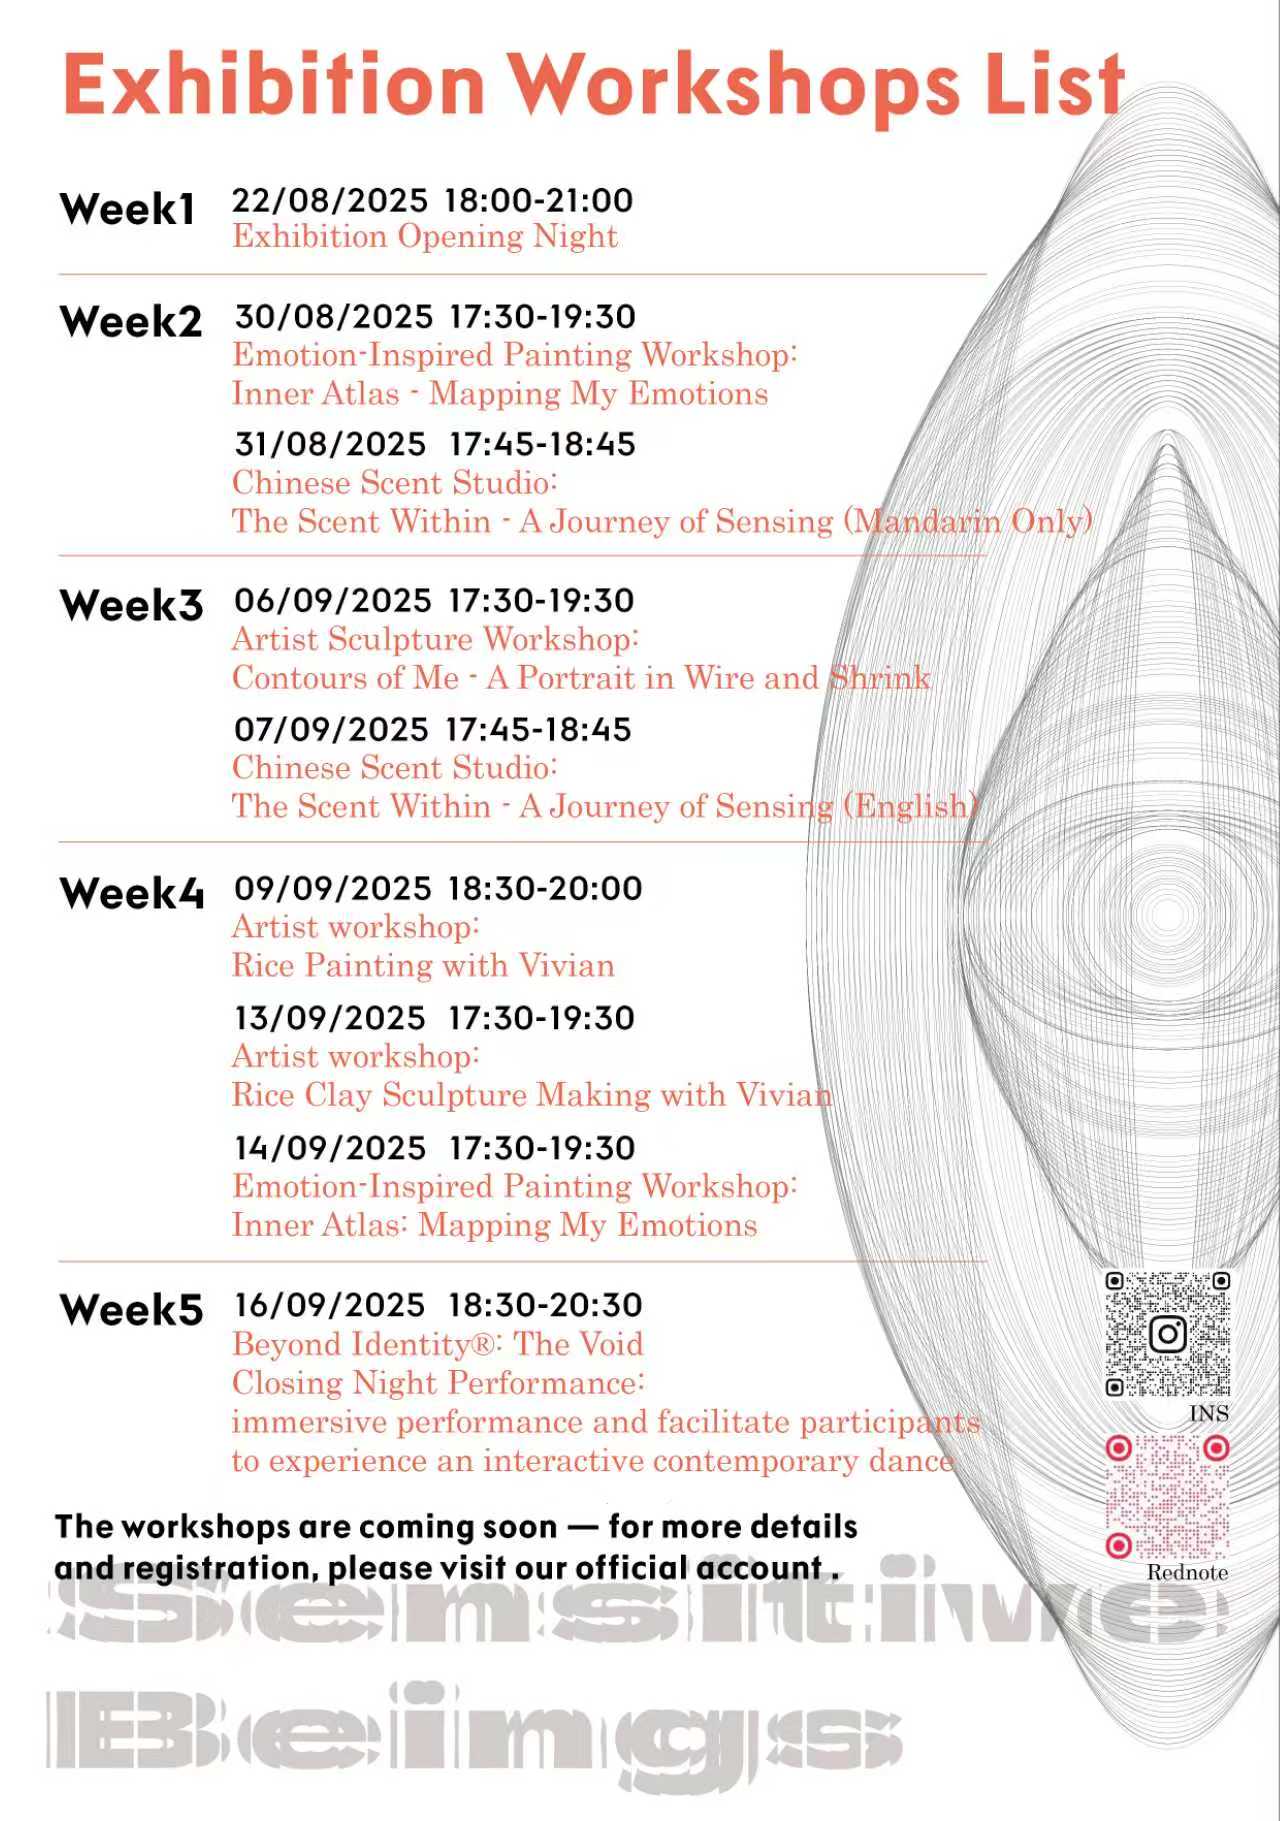 Exhibition Workshops List
Week1 22/08/2025 18:00-21:00
Exhibition Opening Night
Week2 30/08/2025 17:30-19:30
Emotion-Inspired Painting Workshop:
Inner Atlas - Mapping My Emotions
31/08/2025 17:45-18:45
Chinese Scent Studio:
The Scent Within - A Journey of Sensing (Mandarin Only)
Week3 06/09/2025 17:30-19:30
Artist Sculpture Workshop:
Contours of Me - A Portrait in Wire and Shrink
07/09/2025 17:45-18:45
Chinese Scent Studio:
The Scent Within - A Journey of Sensing (English)
Week4 09/09/2025 18:30-20:00
Artist workshop:
Rice Painting with Vivian
13/09/2025 17:30-19:30
Artist workshop:
Rice Clay Sculpture Making with Vivian
14/09/2025 17:30-19:30
Emotion-Inspired Painting Workshop:
Inner Atlas: Mapping My Emotions
Week5 16/09/2025 18:30-20:30
Beyond Identity®: The Void
Closing Night Performance:
immersive performance and facilitate participants
to experience an interactive contemporary dance
INS
Rednote
The workshops are coming soon — for more details
and registration, please visit our official account .
Sensitive
Beings